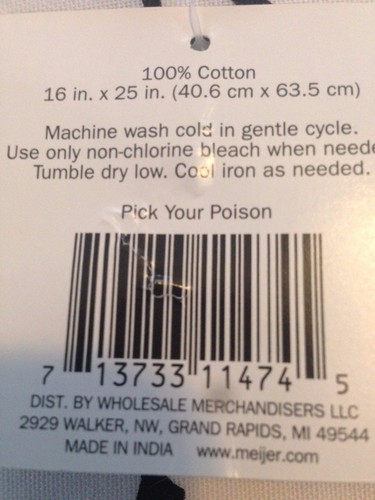 100% Cotton
16 in. x 25 in. (40.6 cm x 63.5 cm)
Machine wash cold in gentle cycle.
Use only non-chlorine bleach when neede
Tumble dry low. Cool iron as needed.
Pick Your Poison
7 13733 11474 5
DIST. BY WHOLESALE MERCHANDISERS LLC
2929 WALKER, NW, GRAND RAPIDS, MI 49544
MADE IN INDIA www.meijer.com